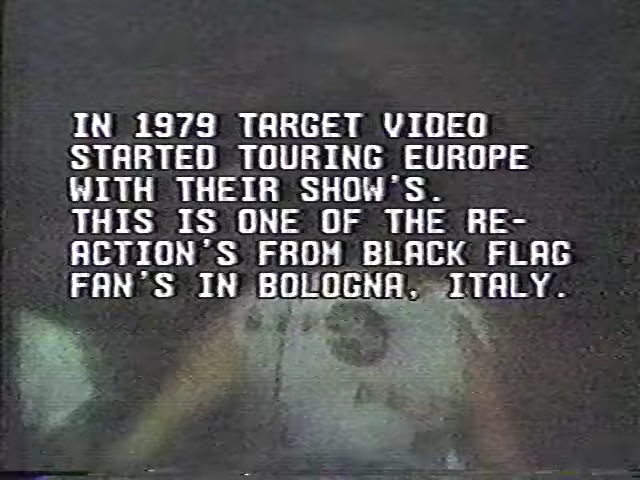 IN 1979 TARGET VIDEO
STARTED TOURING EUROPE
WITH THEIR SHOW'S.
THIS IS ONE OF THE RE-
ACTION'S FROM BLACK FLAG
FAN'S IN BOLOGNA, ITALY.